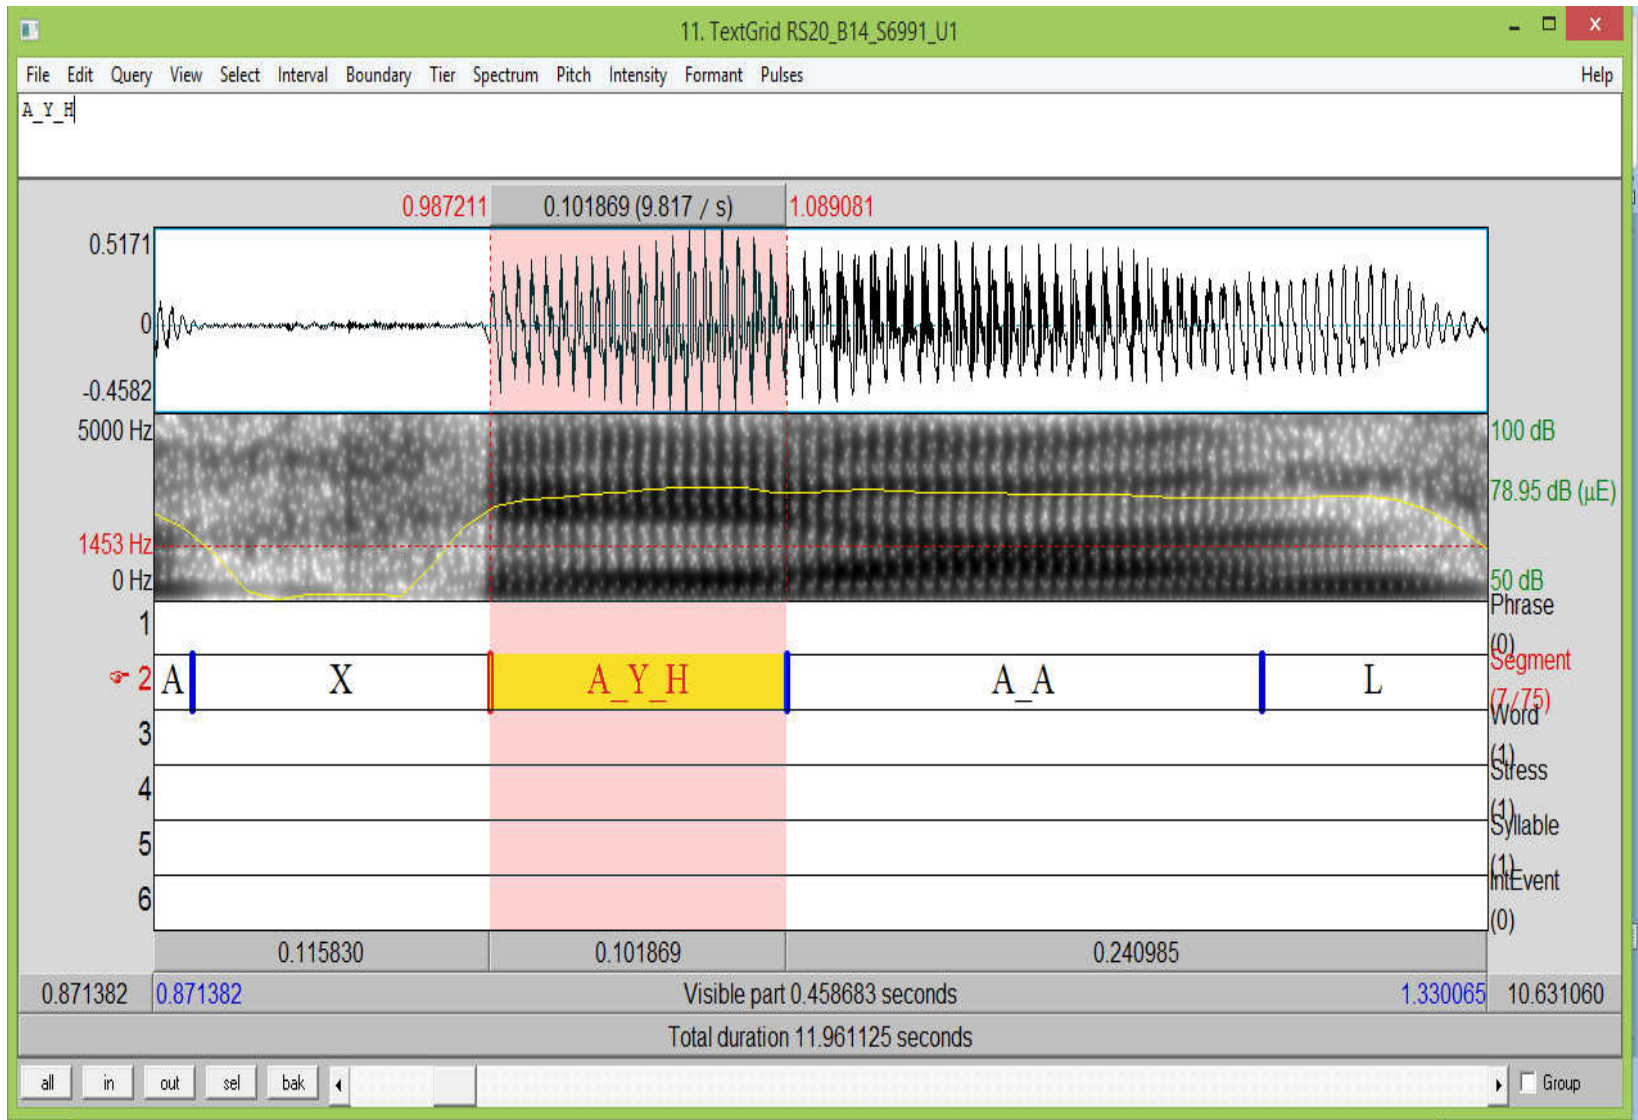 11. TextGrid RS20_B14_S6991_U1
File Edit Query View Select Interval Boundary Tier Spectrum Pitch Intensity Formant Pulses Help
A_Y_H
0.987211 0.101869 (9.817 / s) 1.089081
0.5171
0
-0.4582
5000 Hz 100 dB
78.95 dB (µE)
1453 Hz
0 Hz 50 dB
1 Phrase
(0)
2 A X A_Y_H A_A L Segment
(7/75)
3 Word
(1)
4 Stress
(1)
5 Syllable
(1)
6 IntEvent
(0)
0.115830 0.101869 0.240985
0.871382 0.871382 Visible part 0.458683 seconds 1.330065 10.631060
Total duration 11.961125 seconds
all in out sel bak Group